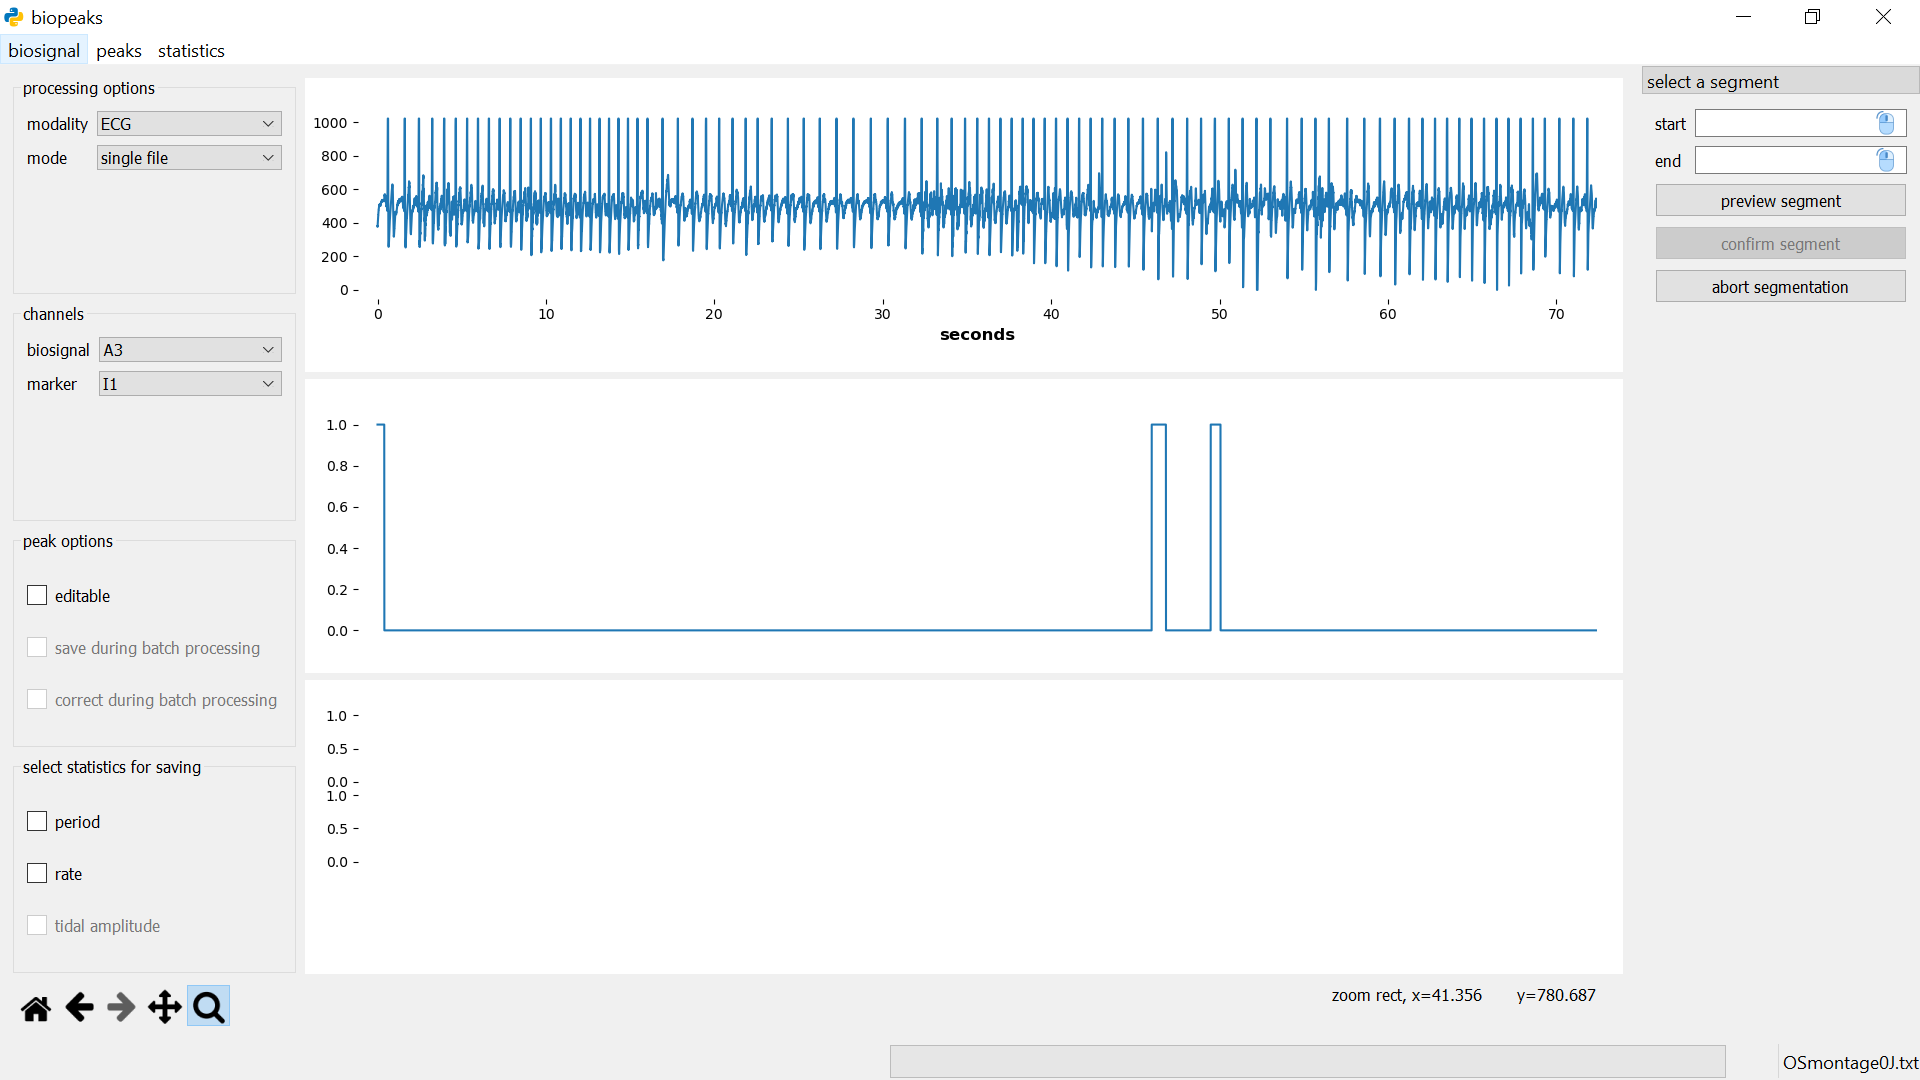 biopeaks
biosignal peaks statistics
processing options
modality ECG
mode single file
channels
biosignal A3
marker I1
peak options
editable
save during batch processing
correct during batch processing
select statistics for saving
period
rate
tidal amplitude
1000
800
600
400
200
0
0 10 20 30 40 50 60 70
seconds
1.0
0.8
0.6
0.4
0.2
0.0
1.0
0.5
0.0
1.0
0.5
0.0
select a segment
start
end
preview segment
confirm segment
abort segmentation
zoom rect, x=41.356 y=780.687
OSmontage0J.txt